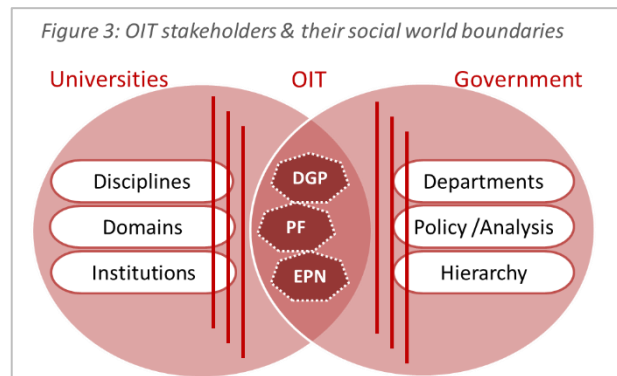 Figure 3: OIT stakeholders & their social world boundaries
Universities OIT Government
Disciplines DGP Departments
Domains PF Policy /Analysis
Institutions EPN Hierarchy